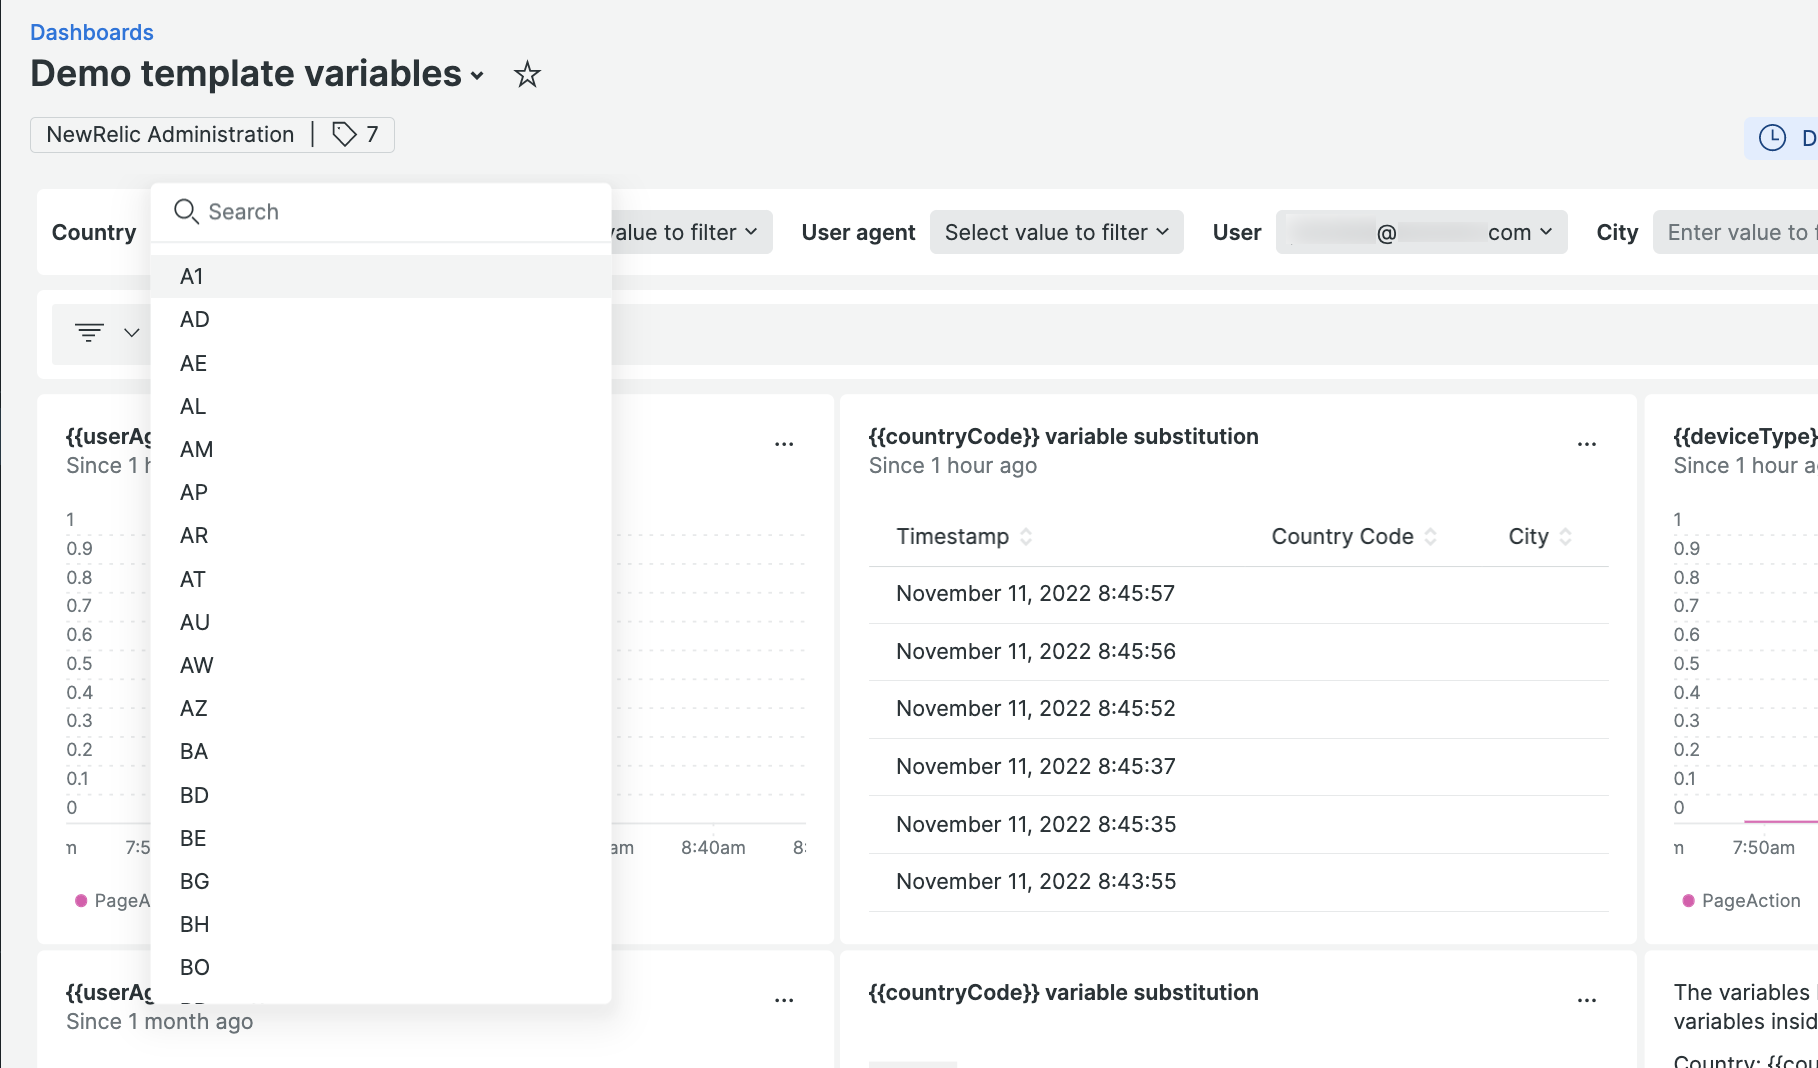 Dashboards
Demo template variables
NewRelic Administration | 7
D
Country
Search
value to filter
User agent
Select value to filter
User
@
com
City
Enter value to f
A1
AD
AE
AL
AM
AP
AR
AT
AU
AW
AZ
BA
BD
BE
BG
BH
BO
{{userAg
Since 1 h
1
0.9
0.8
0.7
0.6
0.5
0.4
0.3
0.2
0.1
0
m
7:5
am
8:40am
8:
PageA
{{countryCode}} variable substitution
Since 1 hour ago
Timestamp
Country Code
City
November 11, 2022 8:45:57
November 11, 2022 8:45:56
November 11, 2022 8:45:52
November 11, 2022 8:45:37
November 11, 2022 8:45:35
November 11, 2022 8:43:55
{{deviceType}
Since 1 hour a
1
0.9
0.8
0.7
0.6
0.5
0.4
0.3
0.2
0.1
0
m
7:50am
PageAction
{{userAg
Since 1 month ago
{{countryCode}} variable substitution
The variables
variables insid
Country: {{cou